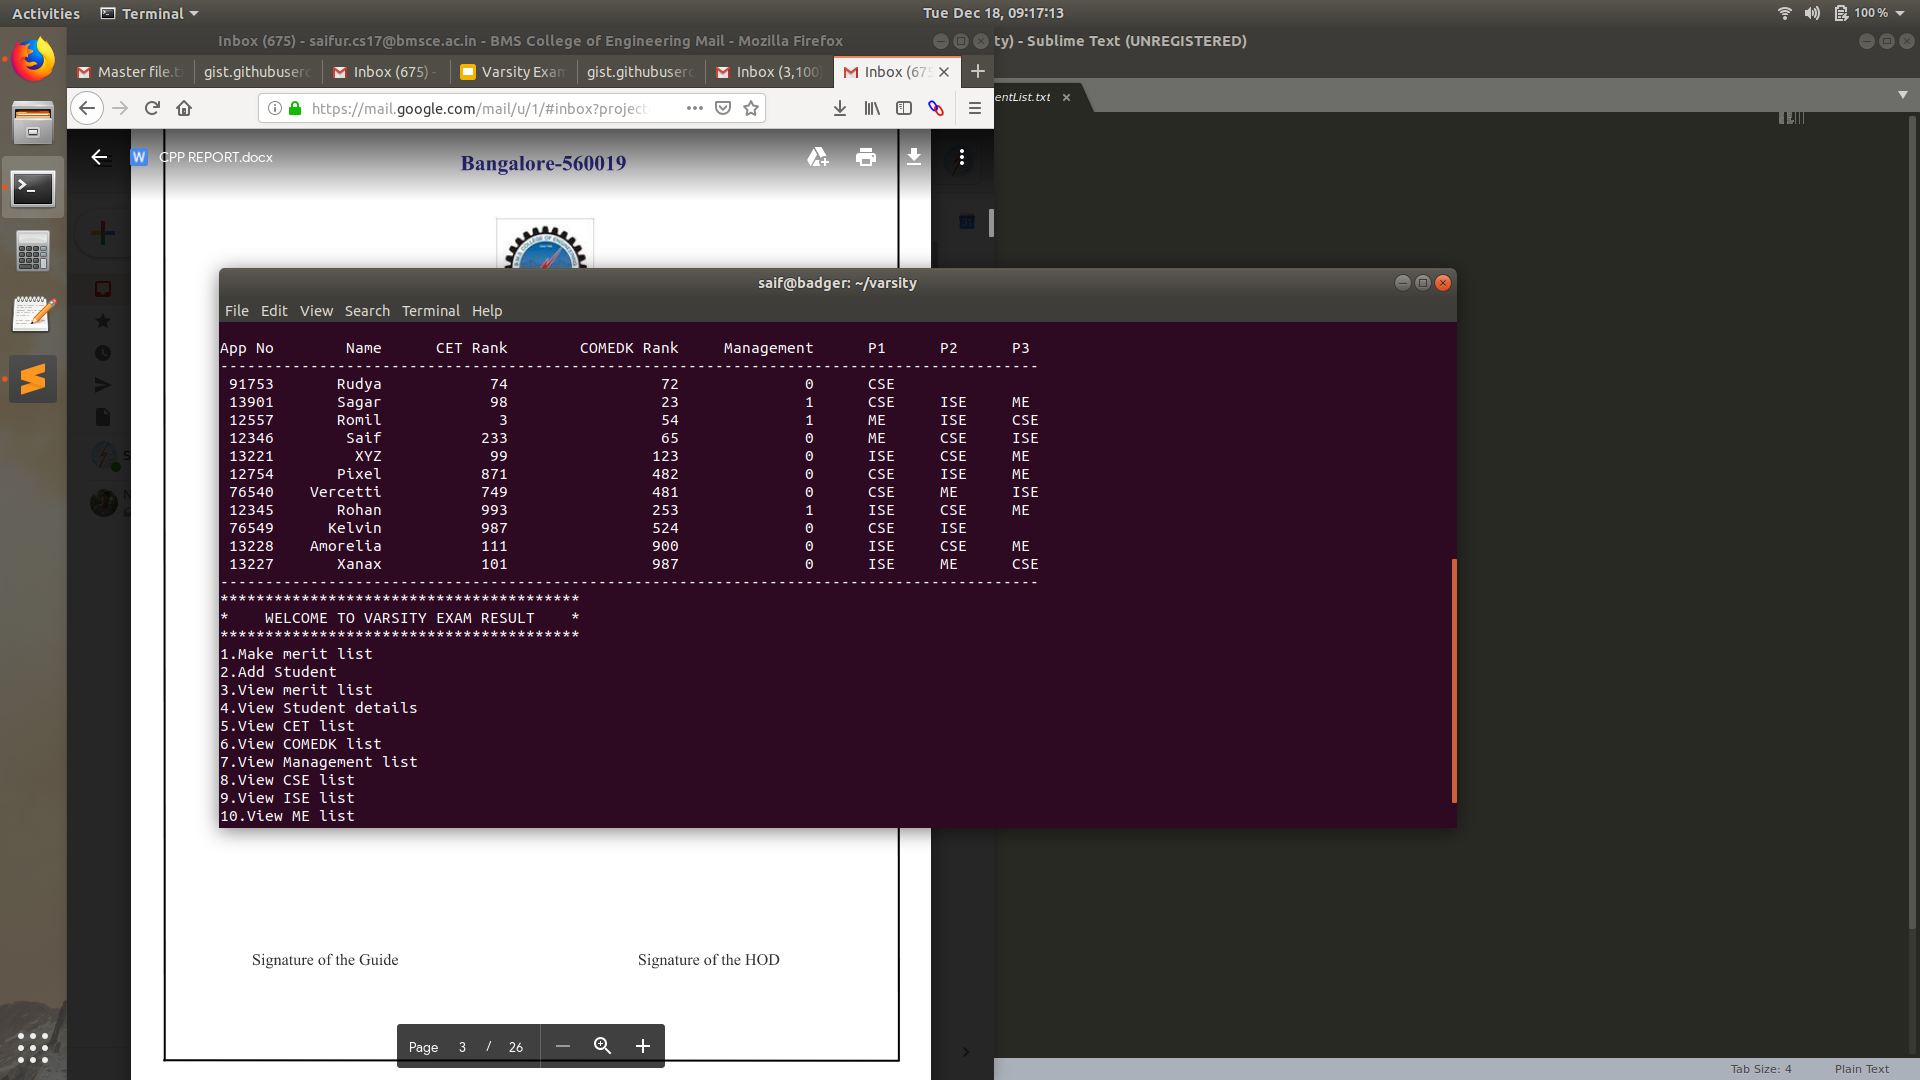 Activities
Terminal
Tue Dec 18, 09:17:13
100 %
Inbox (675) - saifur.cs17@bmsce.ac.in - BMS College of Engineering Mail - Mozilla Firefox
ty) - Sublime Text (UNREGISTERED)
Master file.t
gist.githubuserc
Inbox (675) -
Varsity Exam
gist.githubuserc
Inbox (3,100)
Inbox (675
entList.txt
https://mail.google.com/mail/u/1/#inbox?project
CPP REPORT.docx
Bangalore-560019
saif@badger: ~/varsity
File Edit View Search Terminal Help
App No Name CET Rank COMEDK Rank Management P1 P2 P3
-------------------------------------------------------------------------------------------
91753 Rudya 74 72 0 CSE
13901 Sagar 98 23 1 CSE ISE ME
12557 Romil 3 54 1 ME ISE CSE
12346 Saif 233 65 0 ME CSE ISE
13221 XYZ 99 123 0 ISE CSE ME
12754 Pixel 871 482 0 CSE ISE ME
76540 Vercetti 749 481 0 CSE ME ISE
12345 Rohan 993 253 1 ISE CSE ME
76549 Kelvin 987 524 0 CSE ISE
13228 Amorelia 111 900 0 ISE CSE ME
13227 Xanax 101 987 0 ISE ME CSE
-------------------------------------------------------------------------------------------
****************************************
* WELCOME TO VARSITY EXAM RESULT *
****************************************
1.Make merit list
2.Add Student
3.View merit list
4.View Student details
5.View CET list
6.View COMEDK list
7.View Management list
8.View CSE list
9.View ISE list
10.View ME list
Signature of the Guide
Signature of the HOD
Page 3 / 26
Tab Size: 4
Plain Text